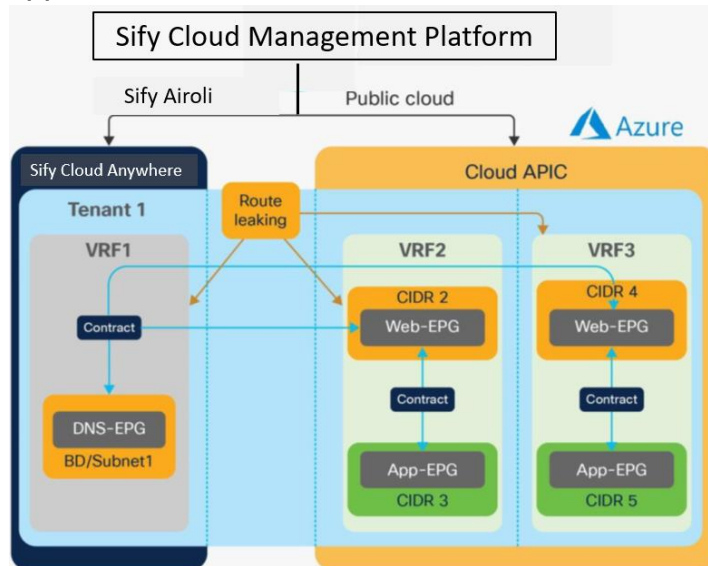 Sify Cloud Management Platform
Sify Airoli
Public cloud
Azure
Sify Cloud Anywhere
Cloud APIC
Tenant 1
Route
leaking
VRF1
VRF2
VRF3
CIDR 2
CIDR 4
Contract
Web-EPG
Web-EPG
Contract
Contract
DNS-EPG
BD/Subnet1
App-EPG
App-EPG
CIDR 3
CIDR 5